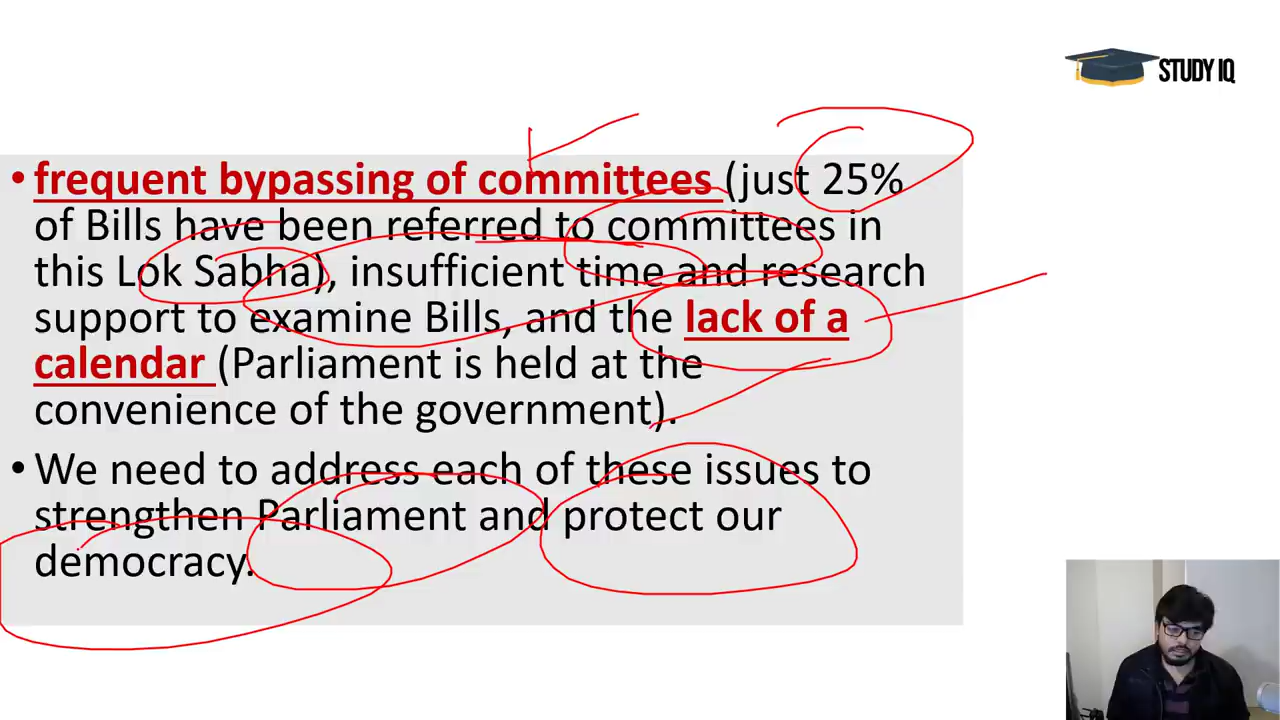 STUDY IQ
• frequent bypassing of committees (just 25%
of Bills have been referred to committees in
this Lok Sabha), insufficient time and research
support to examine Bills, and the lack of a
calendar (Parliament is held at the
convenience of the government).
• We need to address each of these issues to
strengthen Parliament and protect our
democracy.